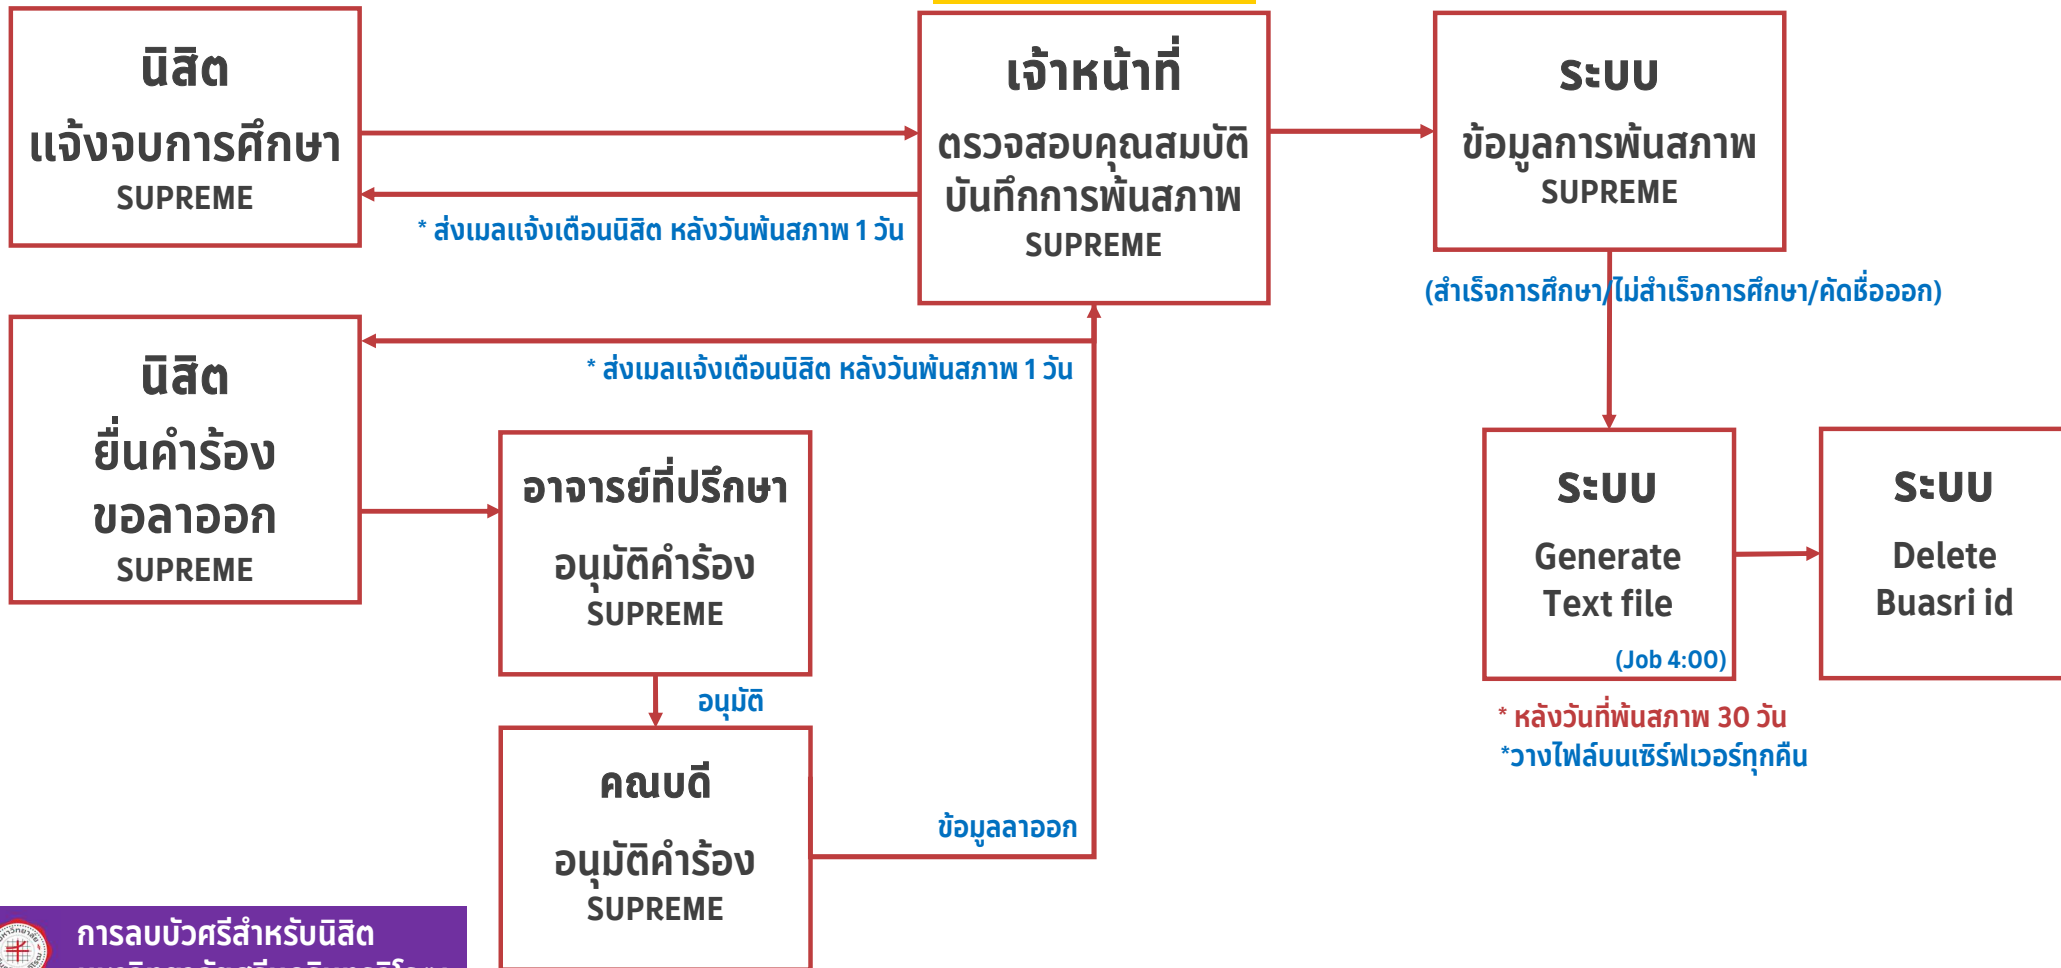 นิสิต
แจ้งจบการศึกษา
SUPREME
เจ้าหน้าที่
ตรวจสอบคุณสมบัติ
บันทึกการพ้นสภาพ
SUPREME
ระบบ
ข้อมูลการพ้นสภาพ
SUPREME
* ส่งเมลแจ้งเตือนนิสิต หลังวันพ้นสภาพ 1 วัน
(สำเร็จการศึกษา/ไม่สำเร็จการศึกษา/คัดชื่อออก)
นิสิต
ยื่นคำร้อง
ขอลาออก
SUPREME
* ส่งเมลแจ้งเตือนนิสิต หลังวันพ้นสภาพ 1 วัน
อาจารย์ที่ปรึกษา
อนุมัติคำร้อง
SUPREME
อนุมัติ
คณบดี
อนุมัติคำร้อง
SUPREME
ข้อมูลลาออก
ระบบ
Generate
Text file
(Job 4:00)
* หลังวันที่พ้นสภาพ 30 วัน
*วางไฟล์บนเซิร์ฟเวอร์ทุกคืน
ระบบ
Delete
Buasri id
การลบบัวศรีสำหรับนิสิต